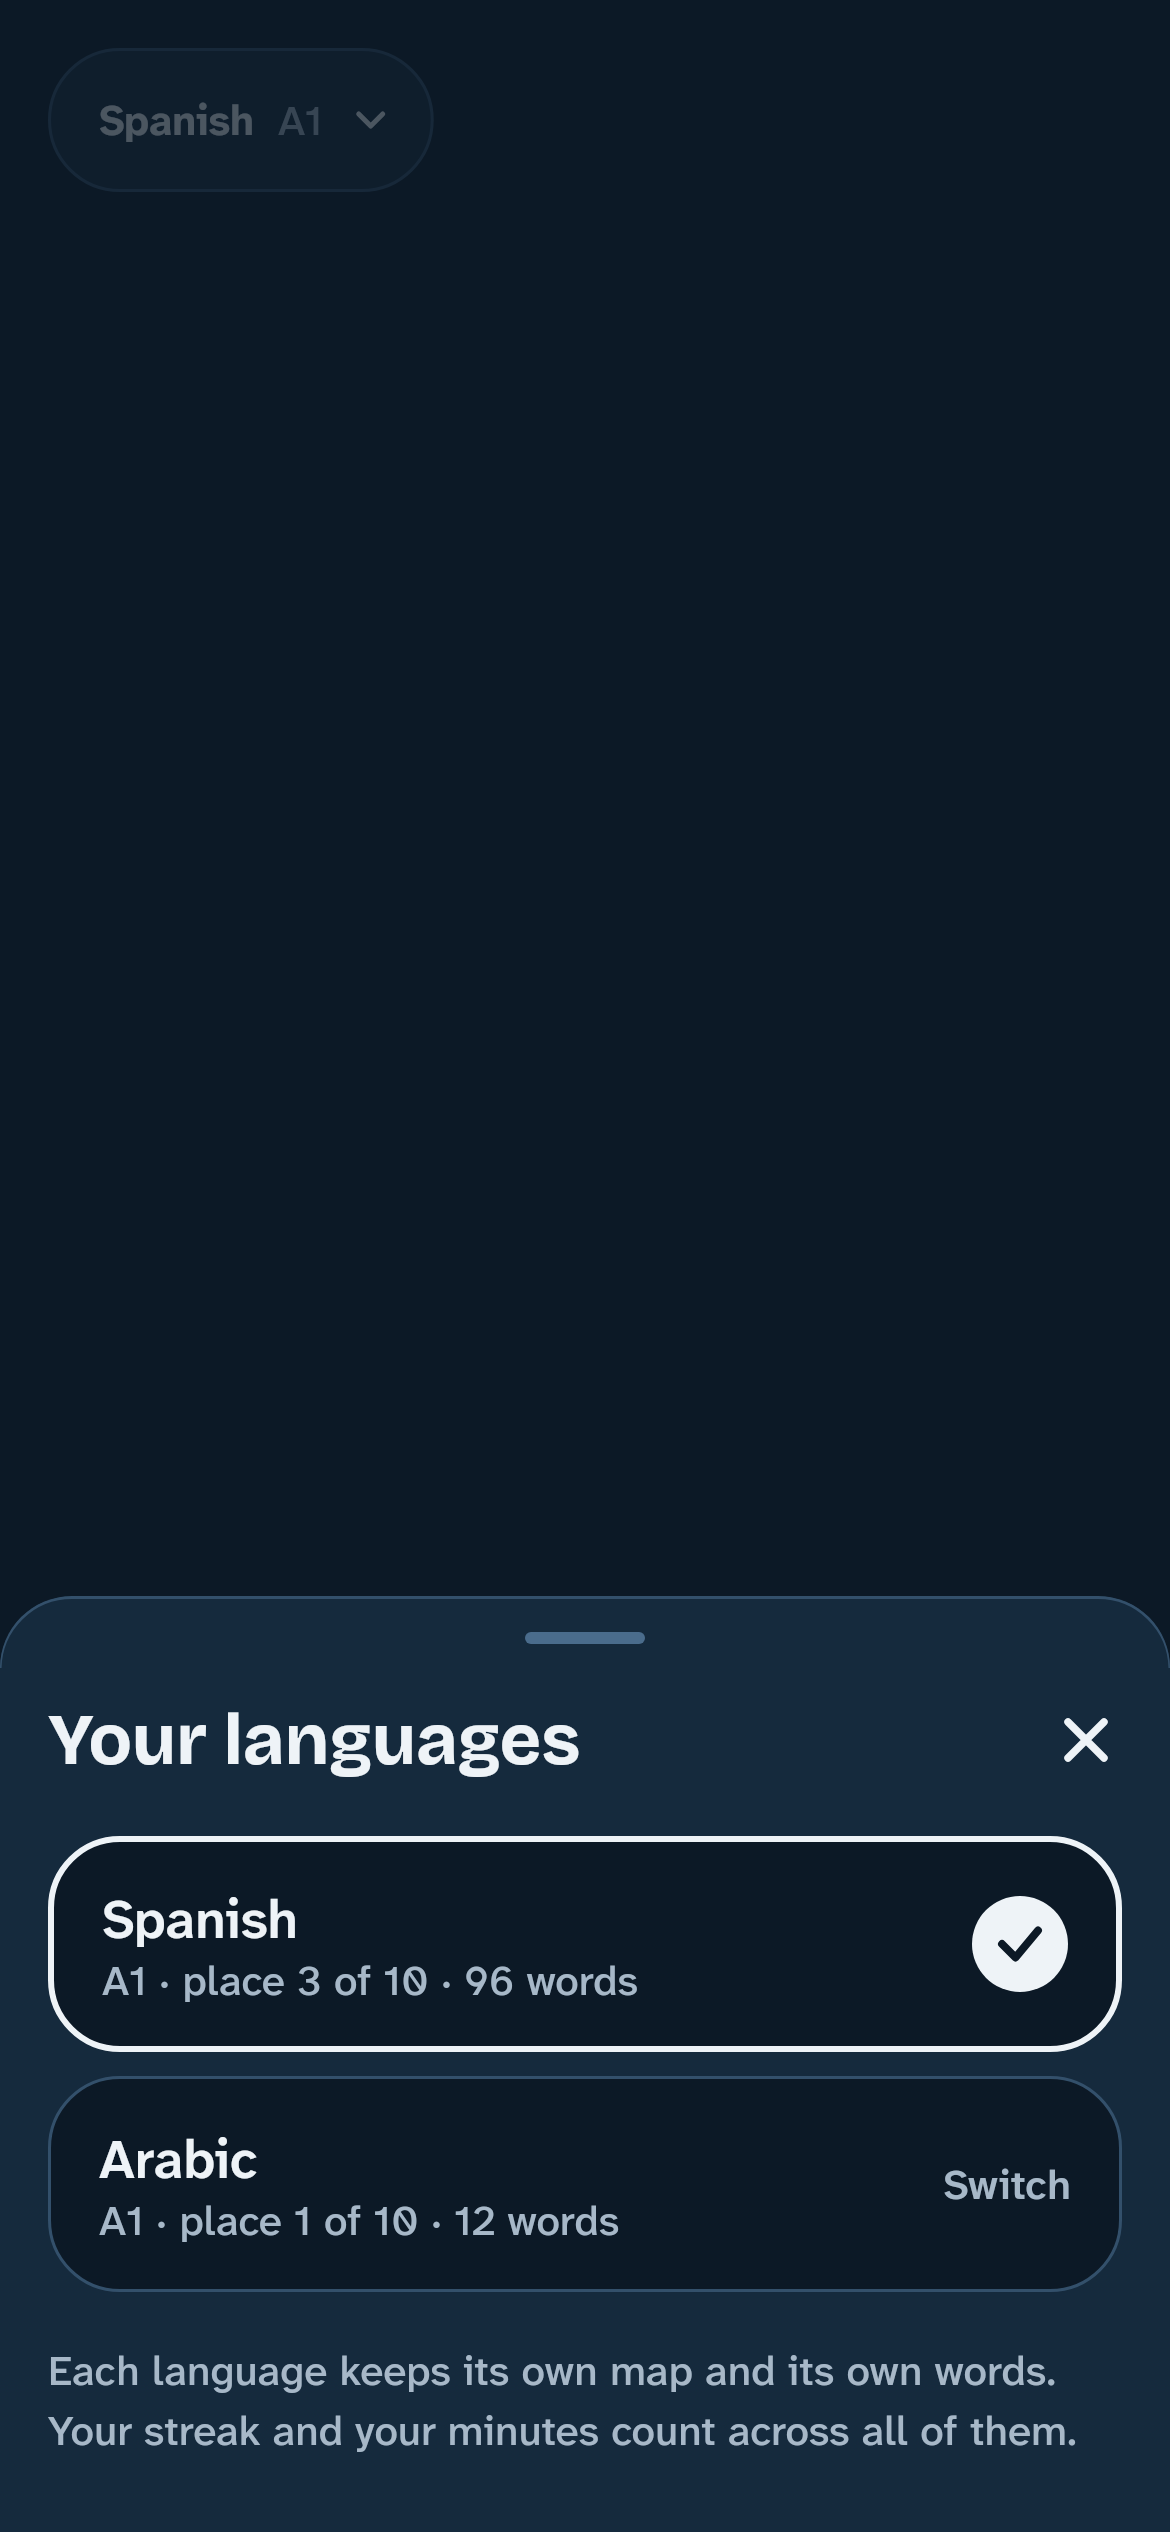 Spanish A1
Your languages
Spanish
A1 · place 3 of 10 · 96 words
Arabic
A1 · place 1 of 10 · 12 words
Switch
Each language keeps its own map and its own words.
Your streak and your minutes count across all of them.